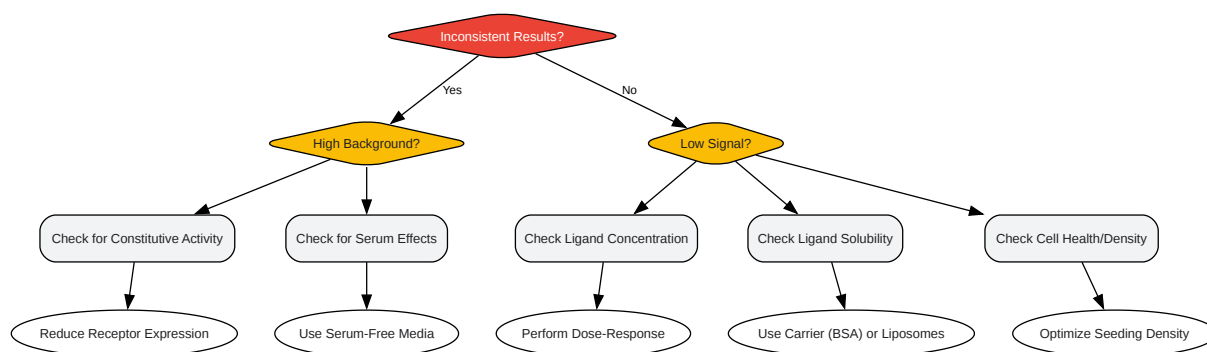 Inconsistent Results?
Yes
No
High Background?
Low Signal?
Check for Constitutive Activity
Check for Serum Effects
Check Ligand Concentration
Check Ligand Solubility
Check Cell Health/Density
Reduce Receptor Expression
Use Serum-Free Media
Perform Dose-Response
Use Carrier (BSA) or Liposomes
Optimize Seeding Density